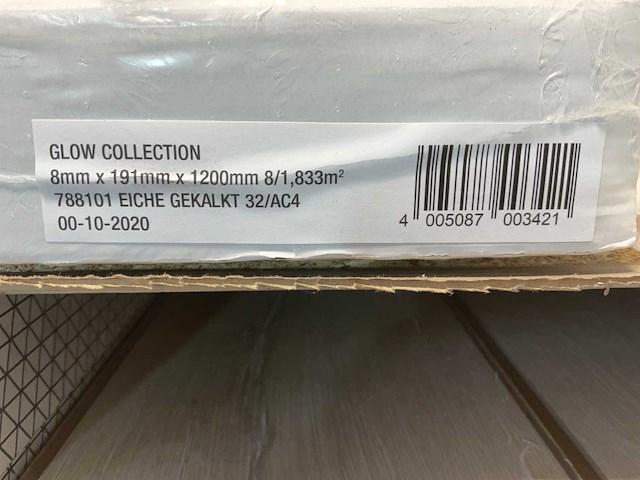 GLOW COLLECTION
8mm x 191mm x 1200mm 8/1,833m²
788101 EICHE GEKALKT 32/AC4
00-10-2020
4 005087 003421